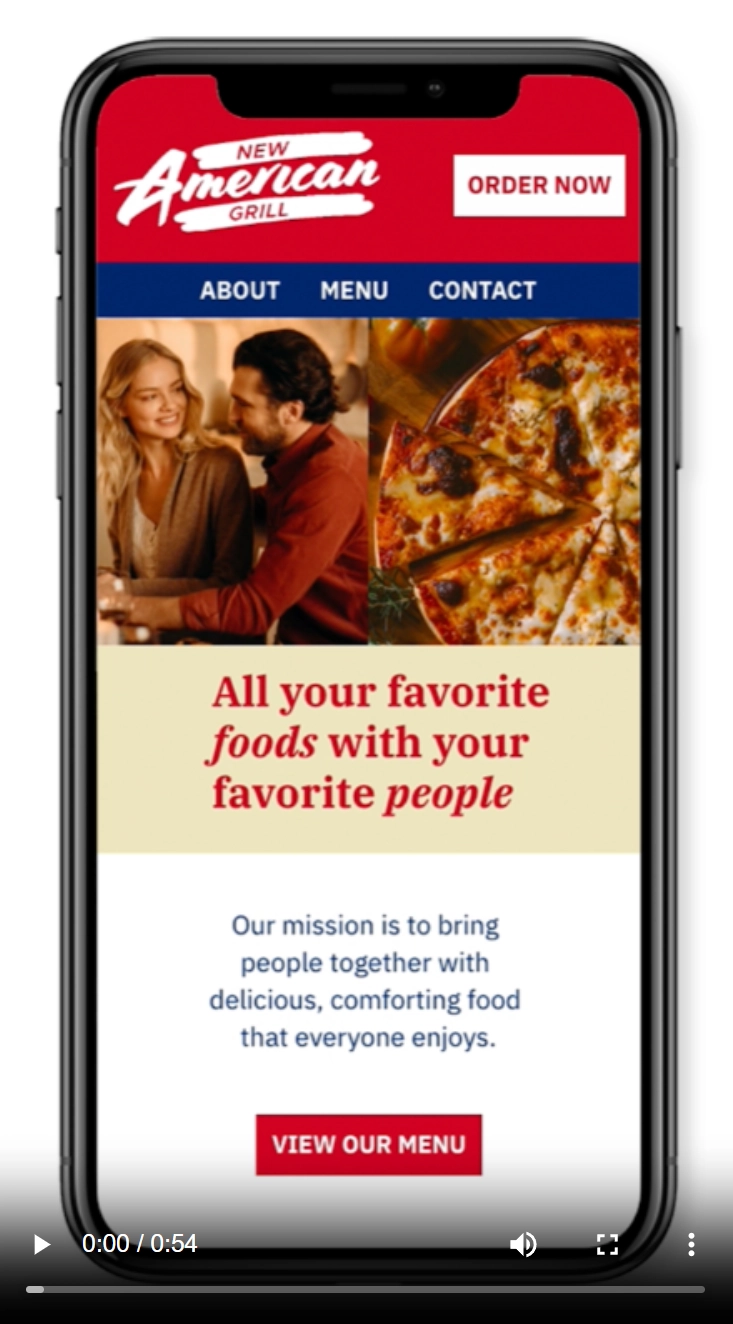 NEW
American
GRILL
ORDER NOW
ABOUT MENU CONTACT
All your favorite
foods with your
favorite people
Our mission is to bring
people together with
delicious, comforting food
that everyone enjoys.
VIEW OUR MENU
0:00 / 0:54